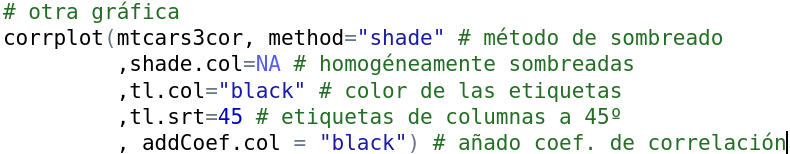 # otra gráfica
corrplot(mtcars3cor, method="shade" # método de sombreado
,shade.col=NA # homogéneamente sombreadas
,tl.col="black" # color de las etiquetas
,tl.srt=45 # etiquetas de columnas a 45º
, addCoef.col = "black") # añado coef. de correlación